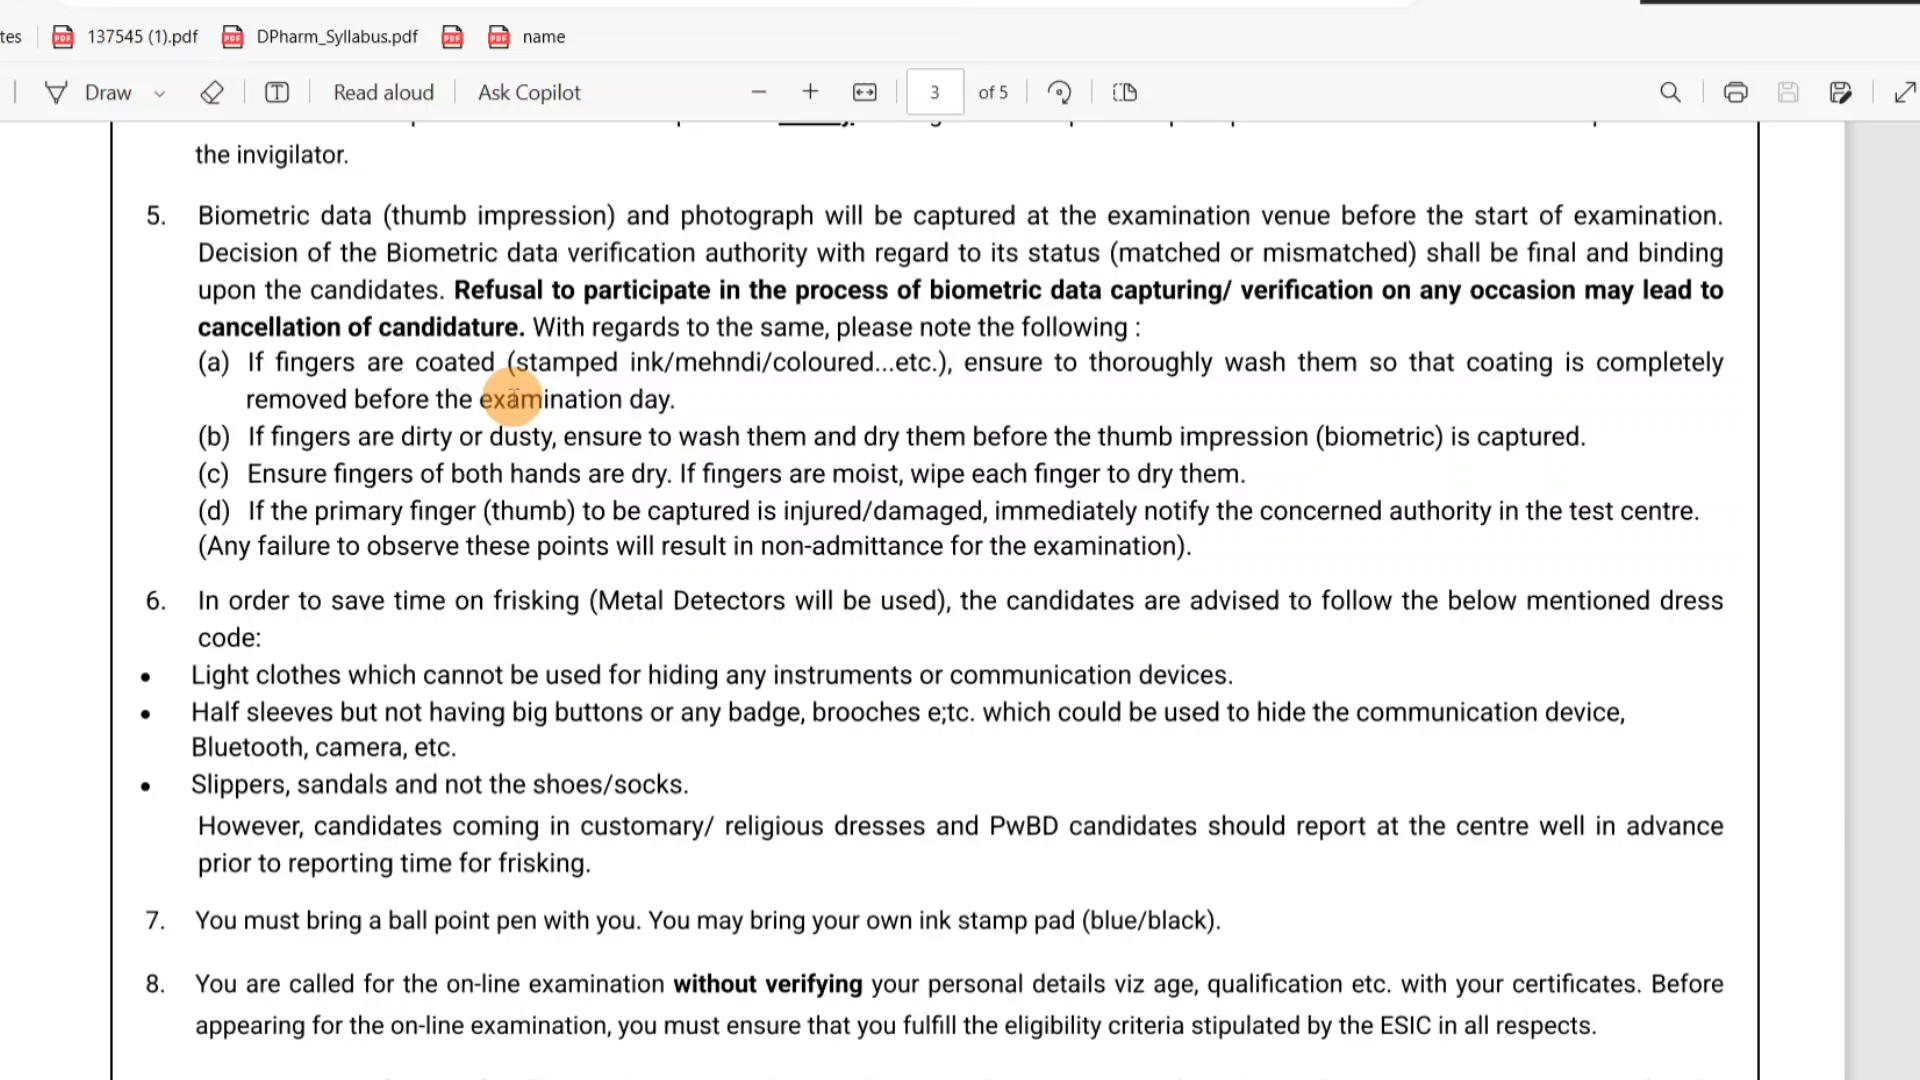 tes 137545 (1).pdf DPharm_Syllabus.pdf name
Draw Read aloud Ask Copilot 3 of 5
the invigilator.
5. Biometric data (thumb impression) and photograph will be captured at the examination venue before the start of examination.
Decision of the Biometric data verification authority with regard to its status (matched or mismatched) shall be final and binding
upon the candidates. Refusal to participate in the process of biometric data capturing/ verification on any occasion may lead to
cancellation of candidature. With regards to the same, please note the following :
(a) If fingers are coated (stamped ink/mehndi/coloured...etc.), ensure to thoroughly wash them so that coating is completely
removed before the examination day.
(b) If fingers are dirty or dusty, ensure to wash them and dry them before the thumb impression (biometric) is captured.
(c) Ensure fingers of both hands are dry. If fingers are moist, wipe each finger to dry them.
(d) If the primary finger (thumb) to be captured is injured/damaged, immediately notify the concerned authority in the test centre.
(Any failure to observe these points will result in non-admittance for the examination).
6. In order to save time on frisking (Metal Detectors will be used), the candidates are advised to follow the below mentioned dress
code:
• Light clothes which cannot be used for hiding any instruments or communication devices.
• Half sleeves but not having big buttons or any badge, brooches e;tc. which could be used to hide the communication device,
Bluetooth, camera, etc.
• Slippers, sandals and not the shoes/socks.
However, candidates coming in customary/ religious dresses and PwBD candidates should report at the centre well in advance
prior to reporting time for frisking.
7. You must bring a ball point pen with you. You may bring your own ink stamp pad (blue/black).
8. You are called for the on-line examination without verifying your personal details viz age, qualification etc. with your certificates. Before
appearing for the on-line examination, you must ensure that you fulfill the eligibility criteria stipulated by the ESIC in all respects.